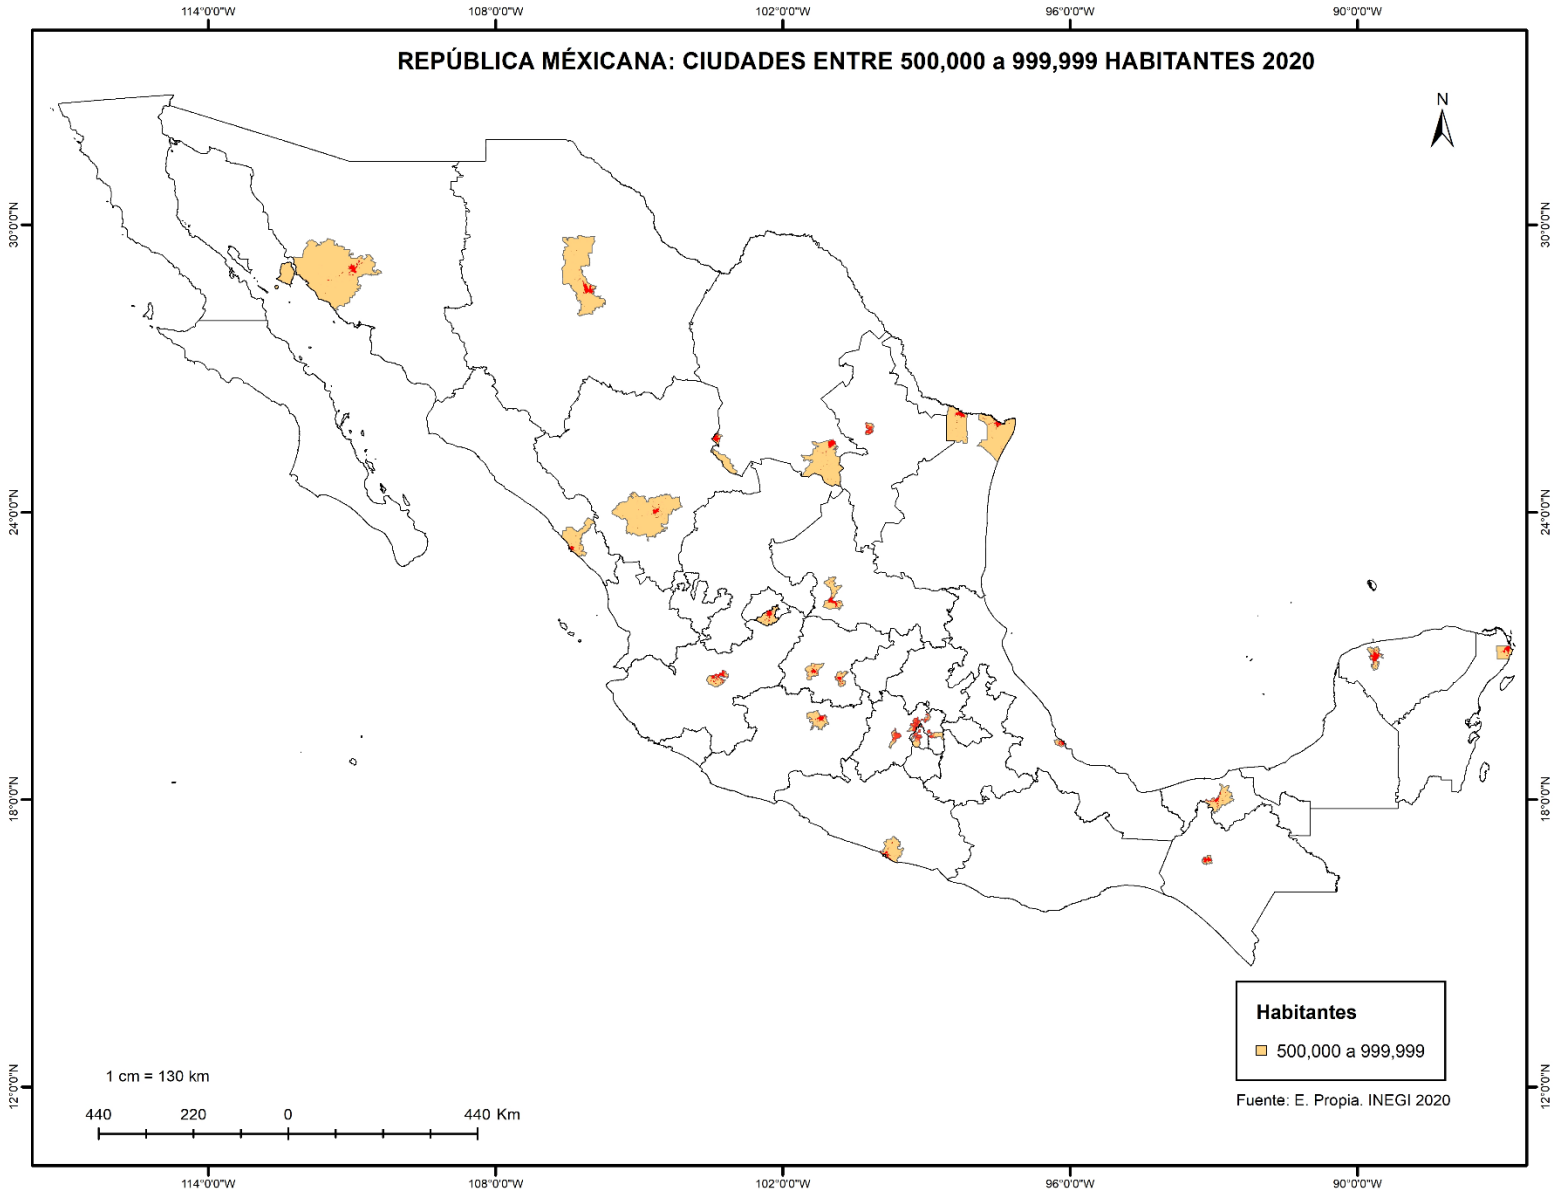 114°0'0"W 108°0'0"W 102°0'0"W 96°0'0"W 90°0'0"W
REPÚBLICA MÉXICANA: CIUDADES ENTRE 500,000 a 999,999 HABITANTES 2020
N
30°0'0"N 30°0'0"N
24°0'0"N 24°0'0"N
18°0'0"N 18°0'0"N
Habitantes
500,000 a 999,999
12°0'0"N 12°0'0"N
1 cm = 130 km
Fuente: E. Propia. INEGI 2020
440 220 0 440 Km
114°0'0"W 108°0'0"W 102°0'0"W 96°0'0"W 90°0'0"W